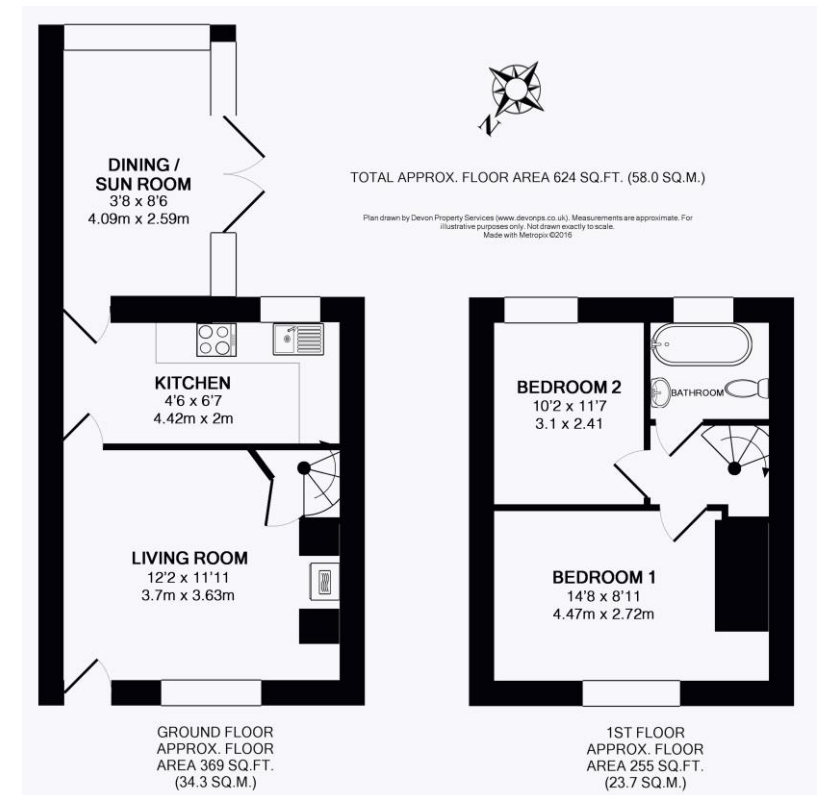 DINING /
SUN ROOM
3'8 x 8'6
4.09m x 2.59m
N
TOTAL APPROX. FLOOR AREA 624 SQ.FT. (58.0 SQ.M.)
Plan drawn by Devon Property Services (www.devonps.co.uk). Measurements are approximate. For
illustrative purposes only. Not drawn exactly to scale.
Made with Metropix ©2016
KITCHEN
4'6 x 6'7
4.42m x 2m
LIVING ROOM
12'2 x 11'11
3.7m x 3.63m
GROUND FLOOR
APPROX. FLOOR
AREA 369 SQ.FT.
(34.3 SQ.M.)
BEDROOM 2
10'2 x 11'7
3.1 x 2.41
BATHROOM
BEDROOM 1
14'8 x 8'11
4.47m x 2.72m
1ST FLOOR
APPROX. FLOOR
AREA 255 SQ.FT.
(23.7 SQ.M.)